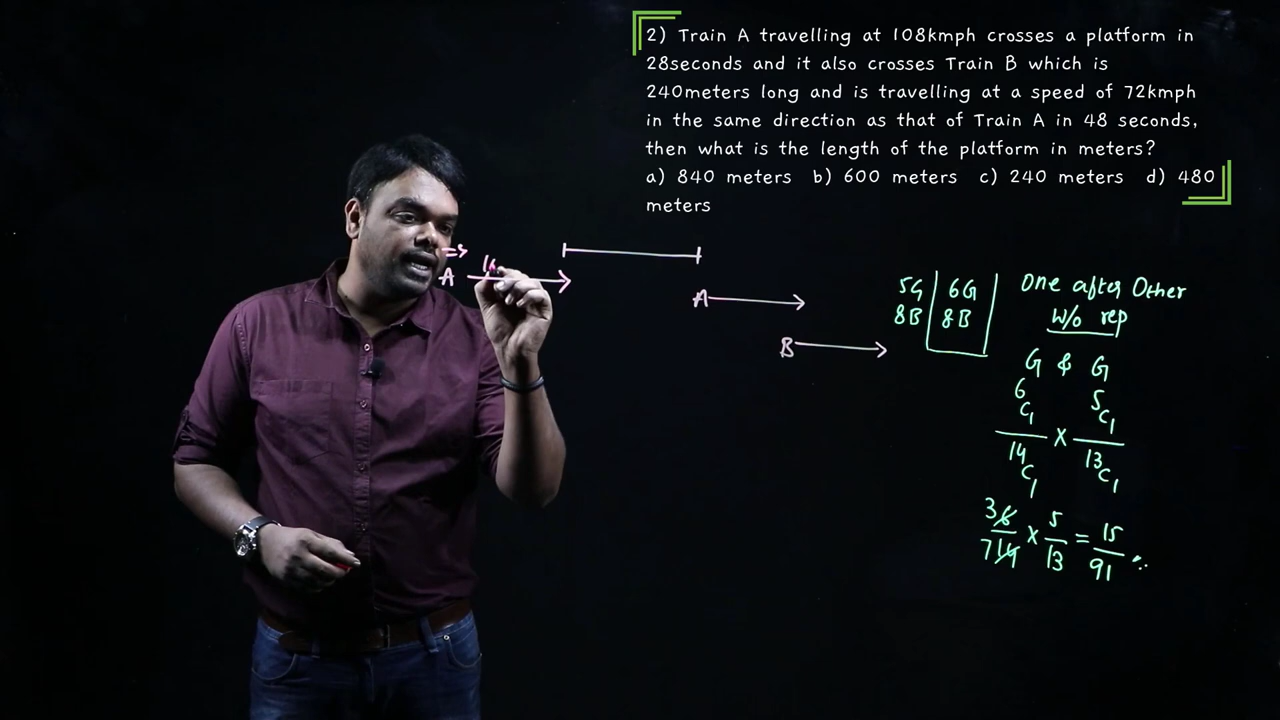 2) Train A travelling at 108kmph crosses a platform in
28seconds and it also crosses Train B which is
240meters long and is travelling at a speed of 72kmph
in the same direction as that of Train A in 48 seconds,
then what is the length of the platform in meters?
a) 840 meters b) 600 meters c) 240 meters d) 480
meters
⇒
A
A
B
5G 6G
8B 8B
One after Other
W/o rep
G & G
6C1 / 14C1 × 5C1 / 13C1
3 6 / 7 14 × 5 / 13 = 15 / 91